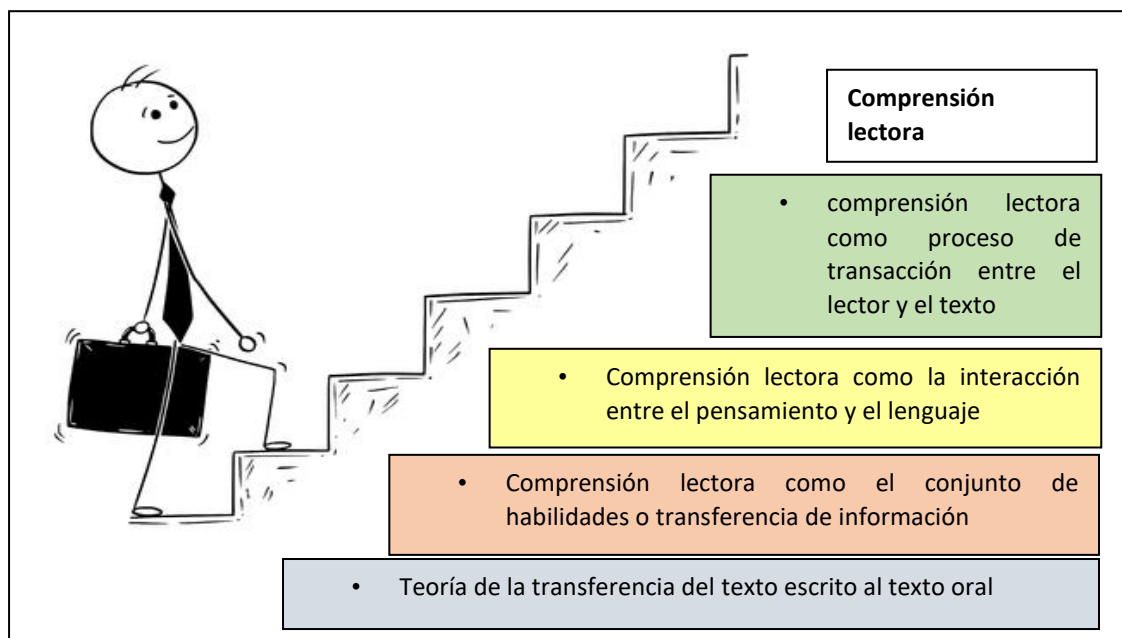 Comprensión
lectora
• comprensión lectora
como proceso de
transacción entre el
lector y el texto
• Comprensión lectora como la interacción
entre el pensamiento y el lenguaje
• Comprensión lectora como el conjunto de
habilidades o transferencia de información
• Teoría de la transferencia del texto escrito al texto oral